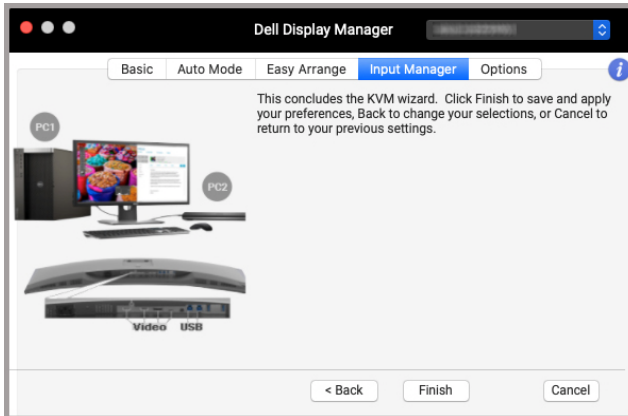 Dell Display Manager
Basic Auto Mode Easy Arrange Input Manager Options
This concludes the KVM wizard. Click Finish to save and apply
your preferences, Back to change your selections, or Cancel to
return to your previous settings.
PC1
PC2
Video USB
< Back Finish Cancel